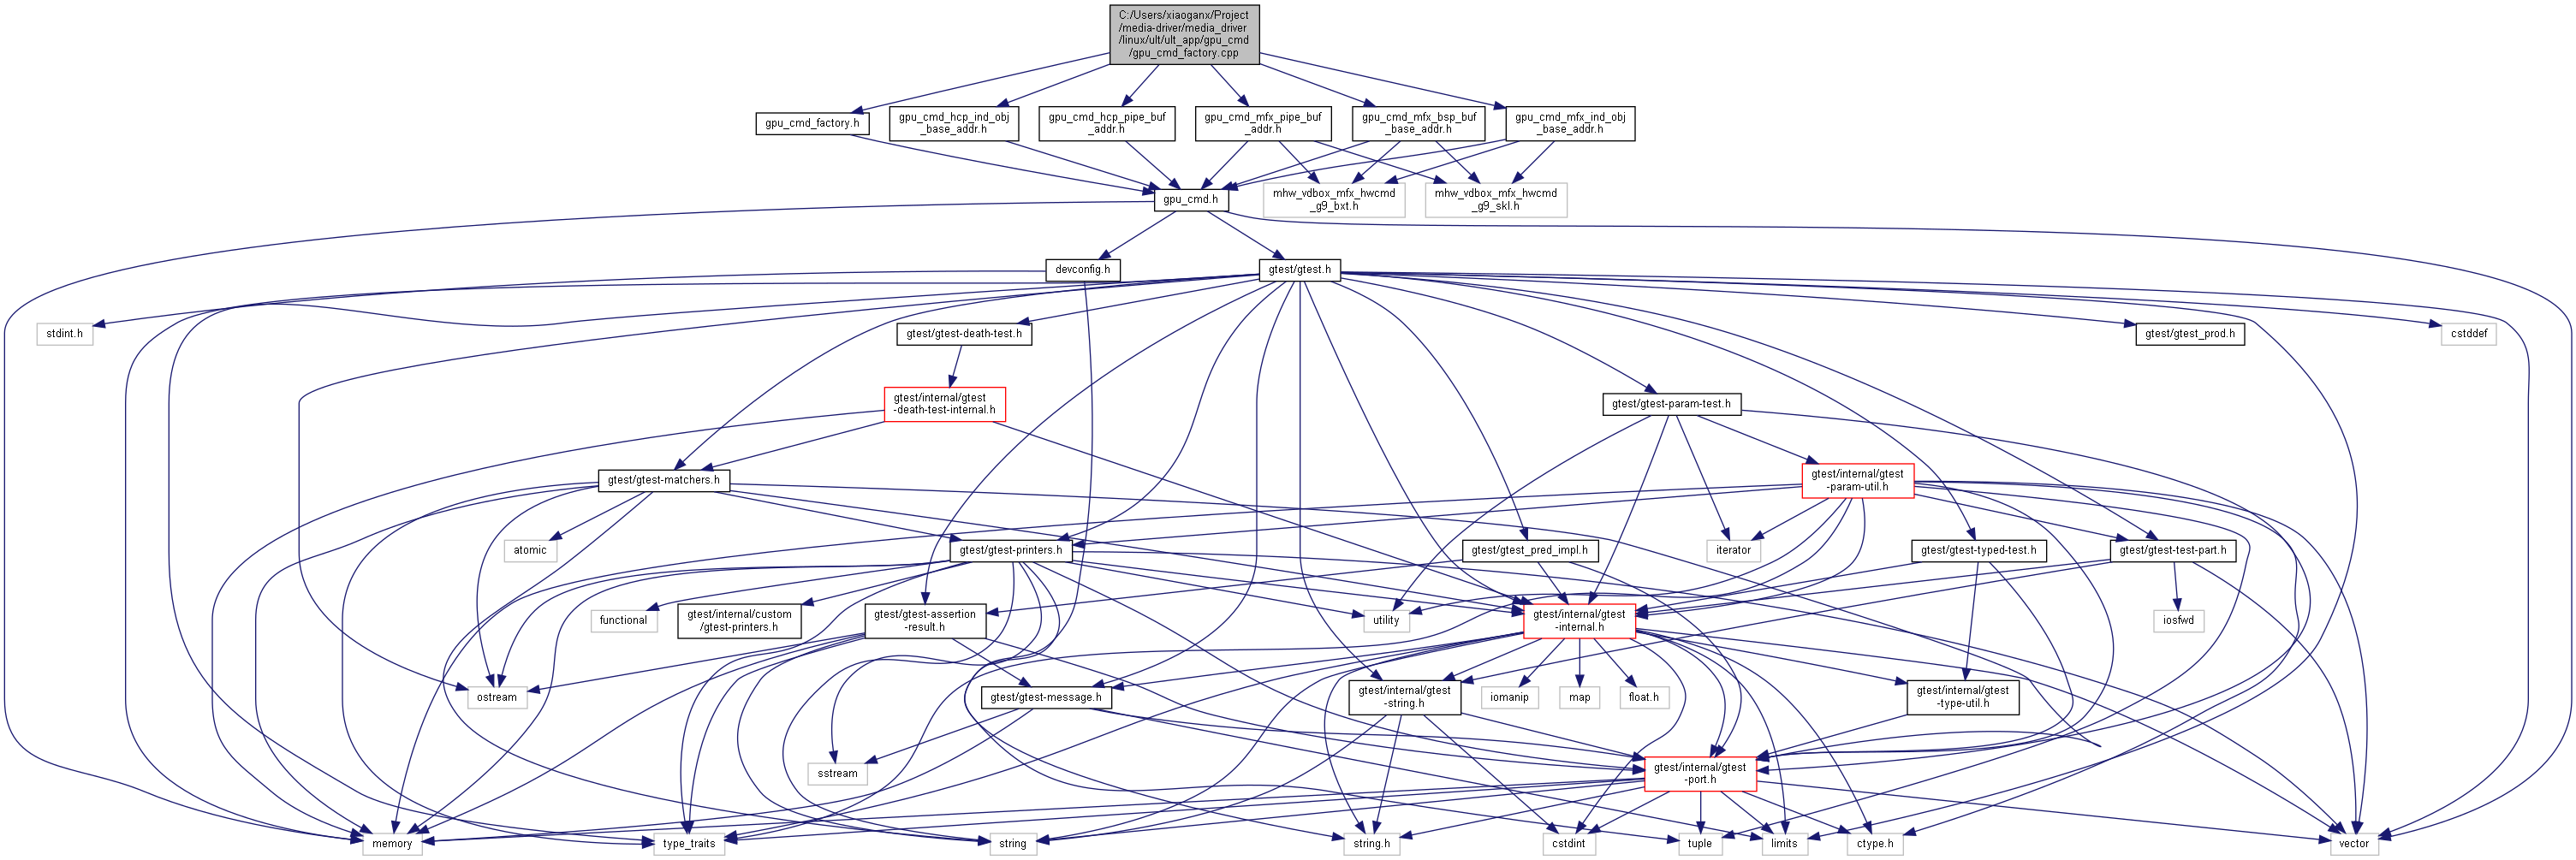 C:/Users/xiaoganx/Project
/media-driver/media_driver
/linux/ult/ult_app/gpu_cmd
/gpu_cmd_factory.cpp
gpu_cmd_factory.h
gpu_cmd_hcp_ind_obj
_base_addr.h
gpu_cmd_hcp_pipe_buf
_addr.h
gpu_cmd_mfx_pipe_buf
_addr.h
gpu_cmd_mfx_bsp_buf
_base_addr.h
gpu_cmd_mfx_ind_obj
_base_addr.h
gpu_cmd.h
mhw_vdbox_mfx_hwcmd
_g9_bxt.h
mhw_vdbox_mfx_hwcmd
_g9_skl.h
devconfig.h
gtest/gtest.h
stdint.h
gtest/gtest-death-test.h
gtest/gtest_prod.h
cstddef
gtest/internal/gtest
-death-test-internal.h
gtest/gtest-param-test.h
gtest/gtest-matchers.h
gtest/internal/gtest
-param-util.h
atomic
gtest/gtest-printers.h
gtest/gtest_pred_impl.h
iterator
gtest/gtest-typed-test.h
gtest/gtest-test-part.h
functional
gtest/internal/custom
/gtest-printers.h
gtest/gtest-assertion
-result.h
utility
gtest/internal/gtest
-internal.h
iosfwd
ostream
gtest/gtest-message.h
gtest/internal/gtest
-string.h
iomanip
map
float.h
gtest/internal/gtest
-type-util.h
sstream
gtest/internal/gtest
-port.h
memory
type_traits
string
string.h
cstdint
tuple
limits
ctype.h
vector